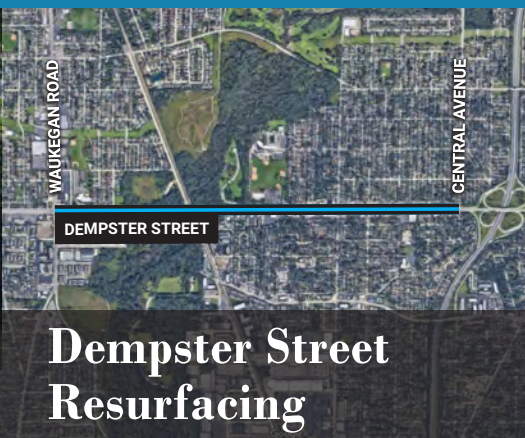 WAUKEGAN ROAD
CENTRAL AVENUE
DEMPSTER STREET
Dempster Street
Resurfacing